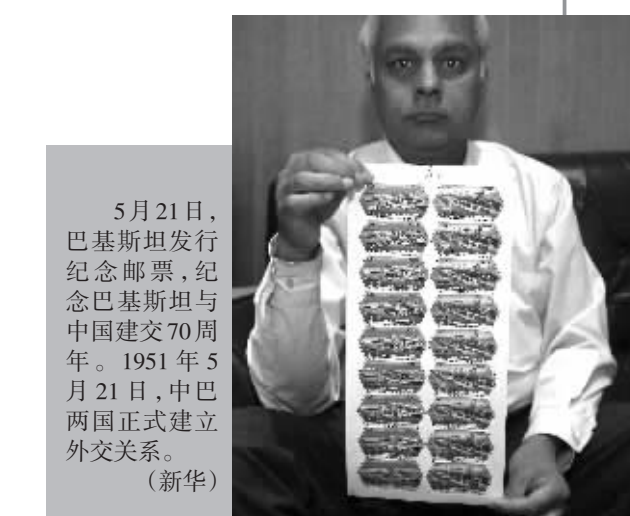 5月21日，
巴基斯坦发行
纪念邮票，纪
念巴基斯坦与
中国建交70周
年。1951年5
月21日，中巴
两国正式建立
外交关系。
（新华）